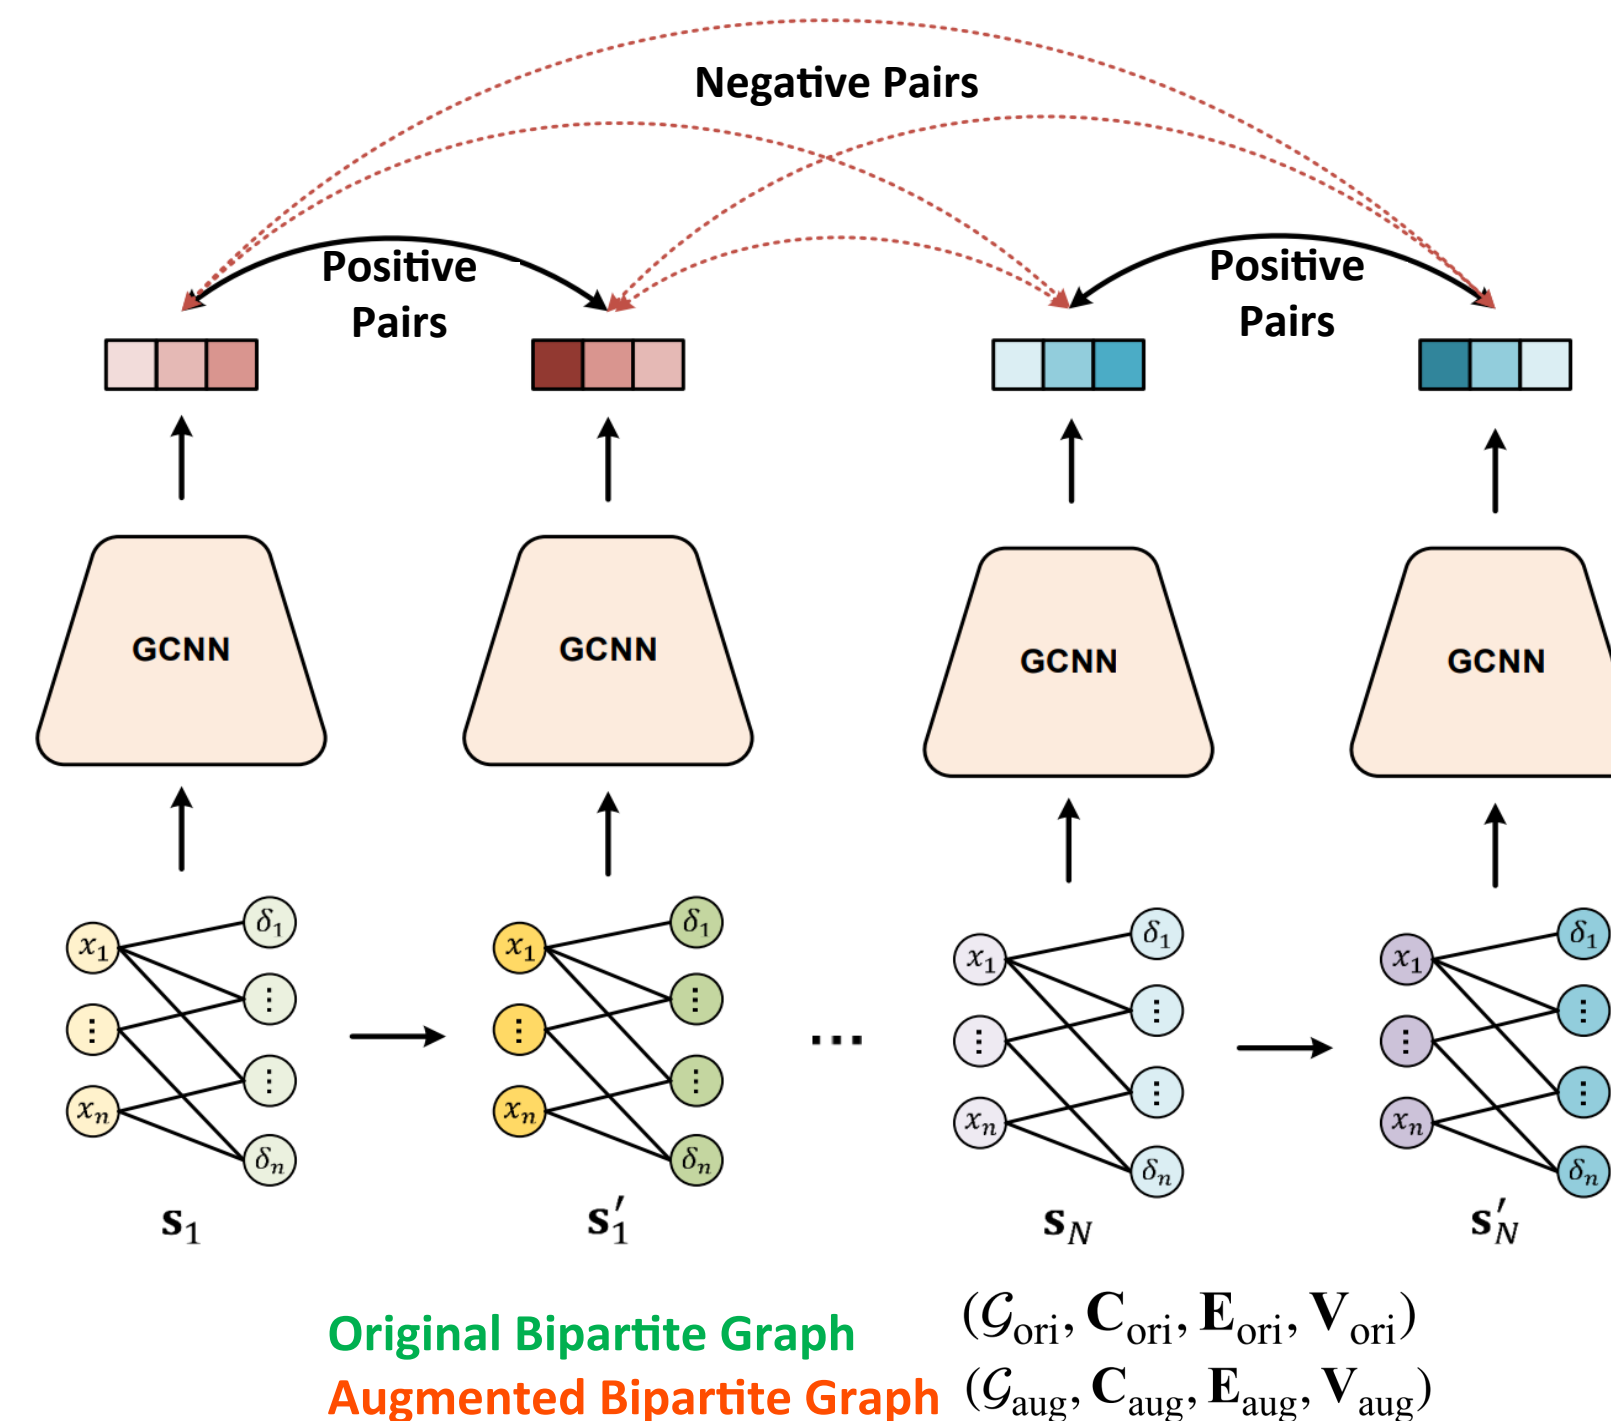 Negative Pairs
Positive
Pairs
Positive
Pairs
GCNN
GCNN
GCNN
GCNN
x₁
⋮
xₙ
δ₁
⋮
⋮
δₙ
x₁
⋮
xₙ
δ₁
⋮
⋮
δₙ
...
x₁
⋮
xₙ
δ₁
⋮
⋮
δₙ
x₁
⋮
xₙ
δ₁
⋮
⋮
δₙ
s₁
s′₁
s_N
s′_N
Original Bipartite Graph (𝒢ori, Cori, Eori, Vori)
Augmented Bipartite Graph (𝒢aug, Caug, Eaug, Vaug)